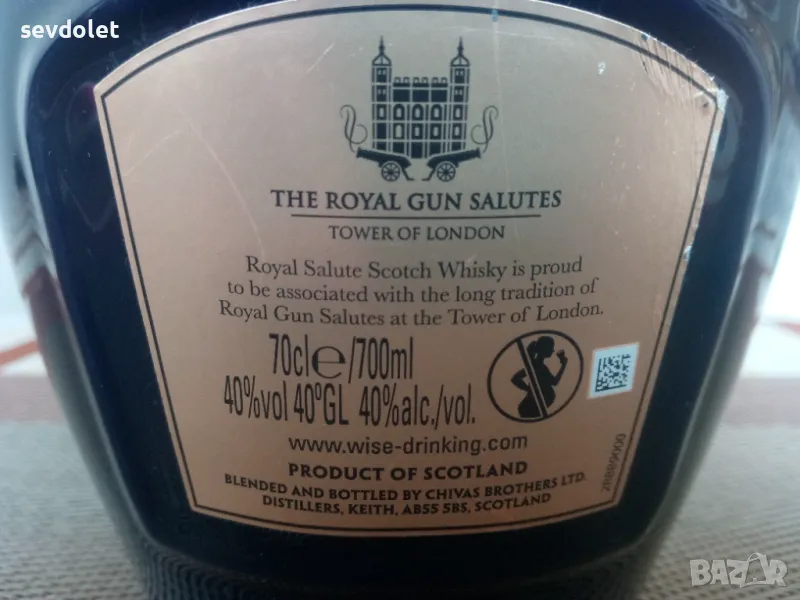 sevdolet
THE ROYAL GUN SALUTES
TOWER OF LONDON
Royal Salute Scotch Whisky is proud
to be associated with the long tradition of
Royal Gun Salutes at the Tower of London.
70cl℮/700ml
40%vol 40ºGL 40%alc./vol.
www.wise-drinking.com
PRODUCT OF SCOTLAND
BLENDED AND BOTTLED BY CHIVAS BROTHERS LTD.
DISTILLERS, KEITH, AB55 5BS, SCOTLAND
BAZAR